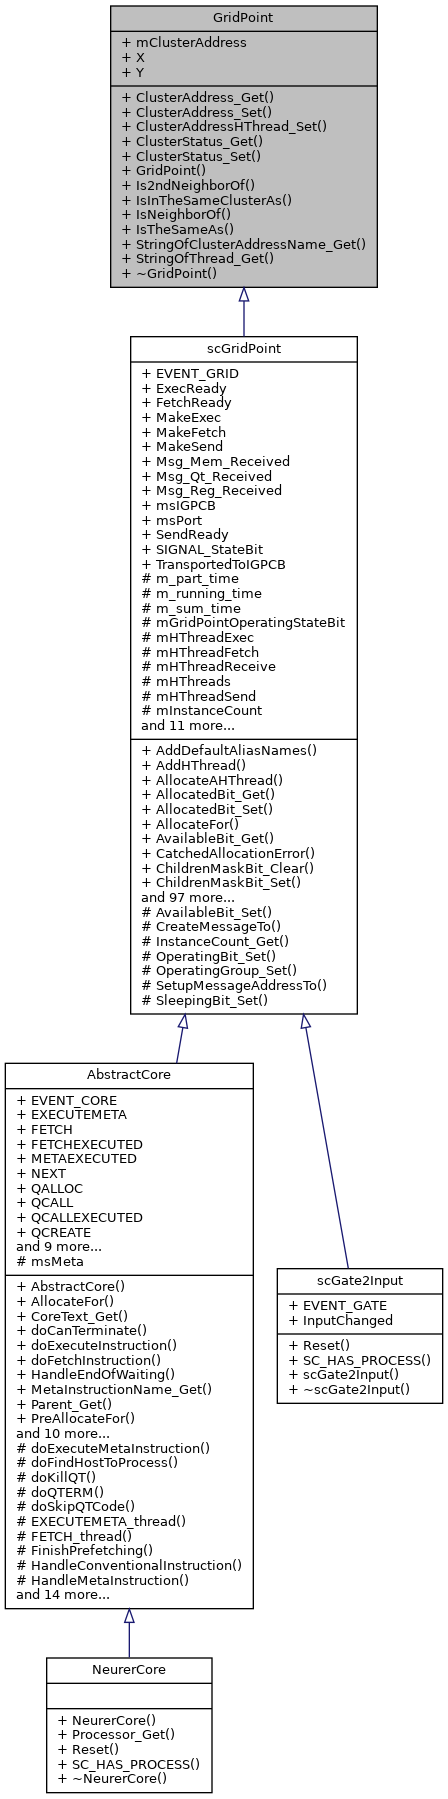 GridPoint
+ mClusterAddress
+ X
+ Y
+ ClusterAddress_Get()
+ ClusterAddress_Set()
+ ClusterAddressHThread_Set()
+ ClusterStatus_Get()
+ ClusterStatus_Set()
+ GridPoint()
+ Is2ndNeighborOf()
+ IsInTheSameClusterAs()
+ IsNeighborOf()
+ IsTheSameAs()
+ StringOfClusterAddressName_Get()
+ StringOfThread_Get()
+ ~GridPoint()
scGridPoint
+ EVENT_GRID
+ ExecReady
+ FetchReady
+ MakeExec
+ MakeFetch
+ MakeSend
+ Msg_Mem_Received
+ Msg_Qt_Received
+ Msg_Reg_Received
+ msIGPCB
+ msPort
+ SendReady
+ SIGNAL_StateBit
+ TransportedToIGPCB
# m_part_time
# m_running_time
# m_sum_time
# mGridPointOperatingStateBit
# mHThreadExec
# mHThreadFetch
# mHThreadReceive
# mHThreads
# mHThreadSend
# mInstanceCount
and 11 more...
+ AddDefaultAliasNames()
+ AddHThread()
+ AllocateAHThread()
+ AllocatedBit_Get()
+ AllocatedBit_Set()
+ AllocateFor()
+ AvailableBit_Get()
+ CatchedAllocationError()
+ ChildrenMaskBit_Clear()
+ ChildrenMaskBit_Set()
and 97 more...
# AvailableBit_Set()
# CreateMessageTo()
# InstanceCount_Get()
# OperatingBit_Set()
# OperatingGroup_Set()
# SetupMessageAddressTo()
# SleepingBit_Set()
AbstractCore
+ EVENT_CORE
+ EXECUTEMETA
+ FETCH
+ FETCHEXECUTED
+ METAEXECUTED
+ NEXT
+ QALLOC
+ QCALL
+ QCALLEXECUTED
+ QCREATE
and 9 more...
# msMeta
+ AbstractCore()
+ AllocateFor()
+ CoreText_Get()
+ doCanTerminate()
+ doExecuteInstruction()
+ doFetchInstruction()
+ HandleEndOfWaiting()
+ MetaInstructionName_Get()
+ Parent_Get()
+ PreAllocateFor()
and 10 more...
# doExecuteMetaInstruction()
# doFindHostToProcess()
# doKillQT()
# doQTERM()
# doSkipQTCode()
# EXECUTEMETA_thread()
# FETCH_thread()
# FinishPrefetching()
# HandleConventionalInstruction()
# HandleMetaInstruction()
and 14 more...
scGate2Input
+ EVENT_GATE
+ InputChanged
+ Reset()
+ SC_HAS_PROCESS()
+ scGate2Input()
+ ~scGate2Input()
NeurerCore
+ NeurerCore()
+ Processor_Get()
+ Reset()
+ SC_HAS_PROCESS()
+ ~NeurerCore()